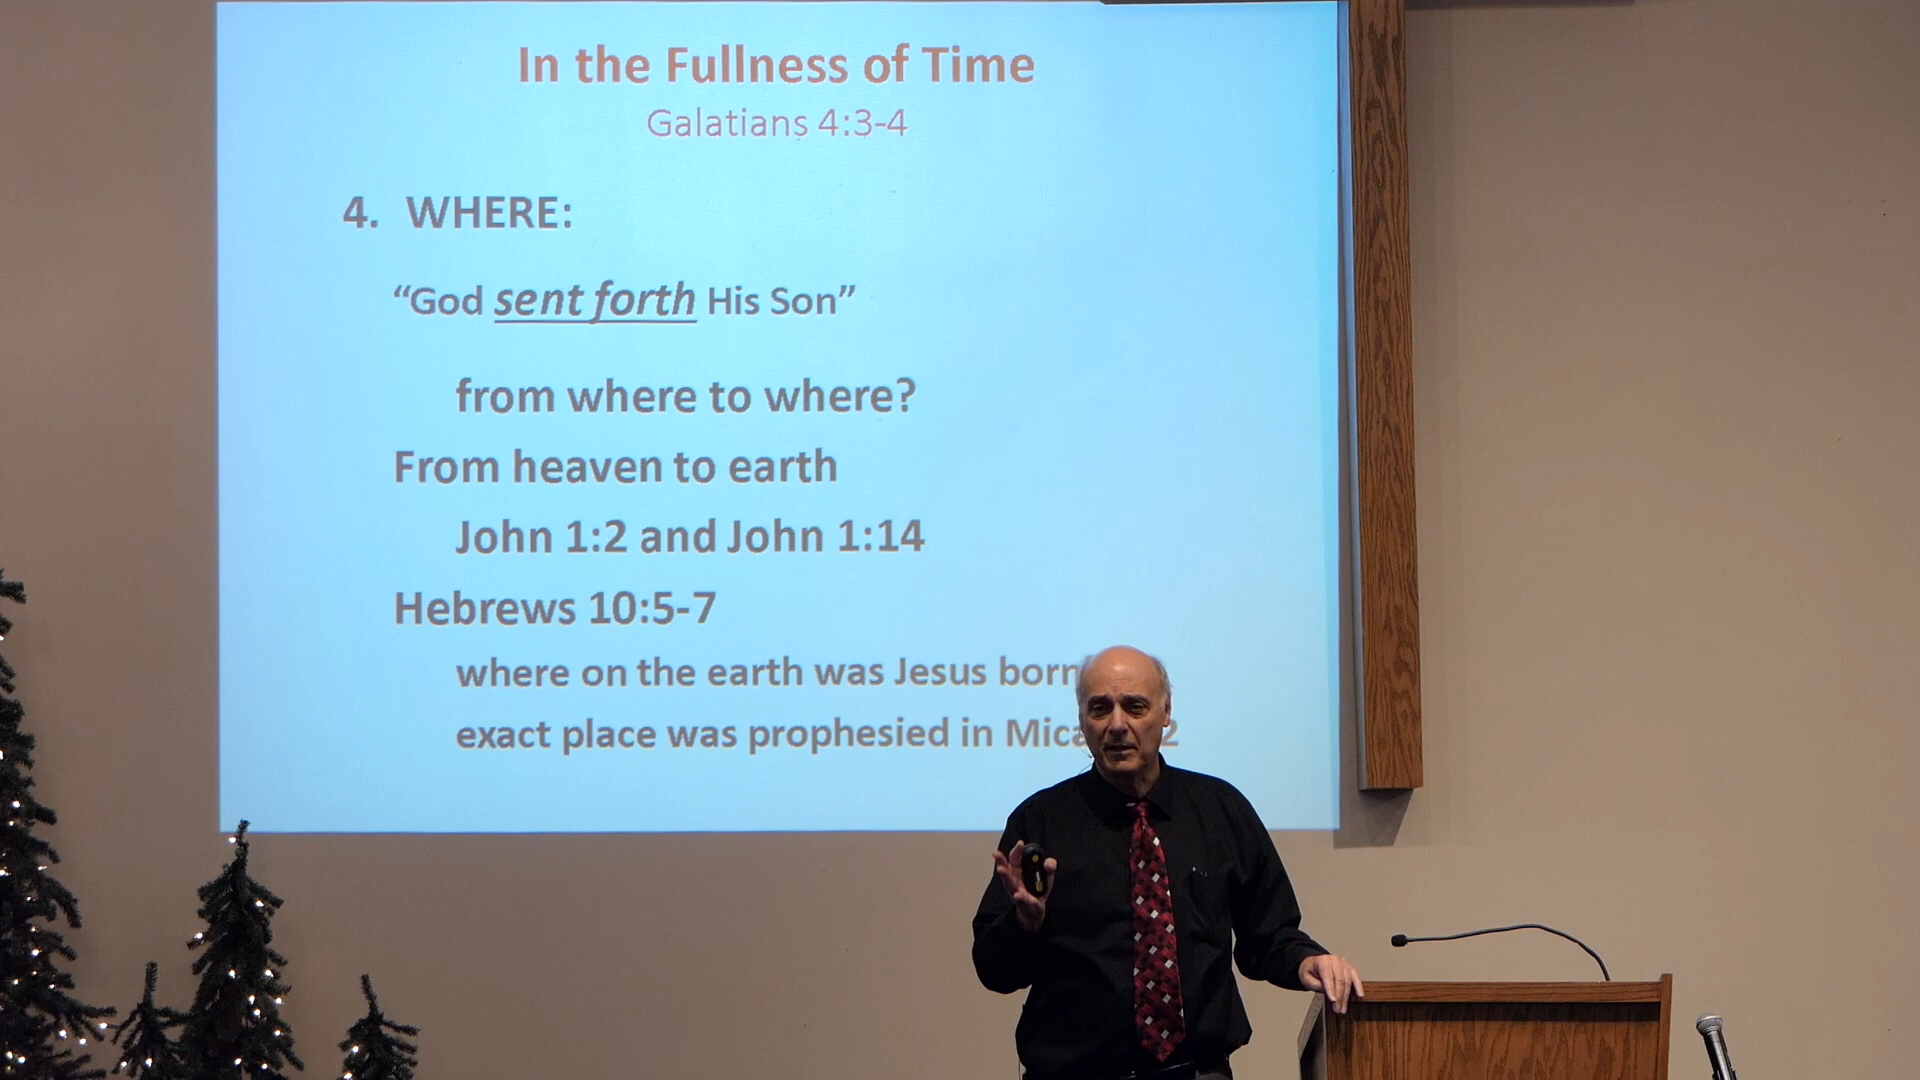 In the Fullness of Time
Galatians 4:3-4
4. WHERE:
“God sent forth His Son”
from where to where?
From heaven to earth
John 1:2 and John 1:14
Hebrews 10:5-7
where on the earth was Jesus born
exact place was prophesied in